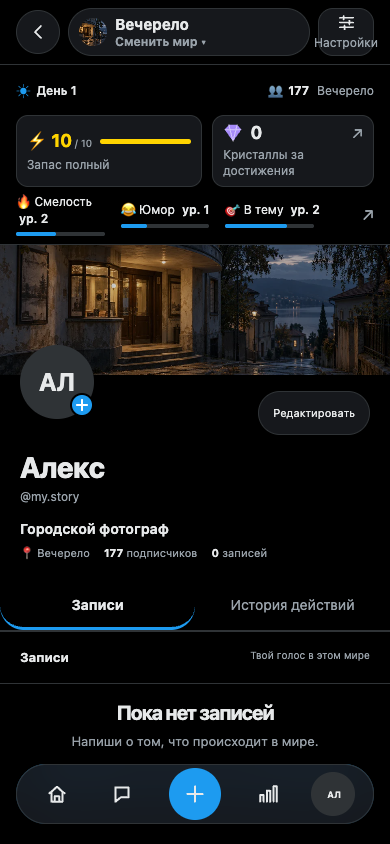 Вечерело
Сменить мир ▾
Настройки
День 1
177 Вечерело
10 / 10
Запас полный
0
Кристаллы за
достижения
Смелость
ур. 2
Юмор ур. 1
В тему ур. 2
АЛ
Редактировать
Алекс
@my.story
Городской фотограф
Вечерело 177 подписчиков 0 записей
Записи
История действий
Записи
Твой голос в этом мире
Пока нет записей
Напиши о том, что происходит в мире.
АЛ